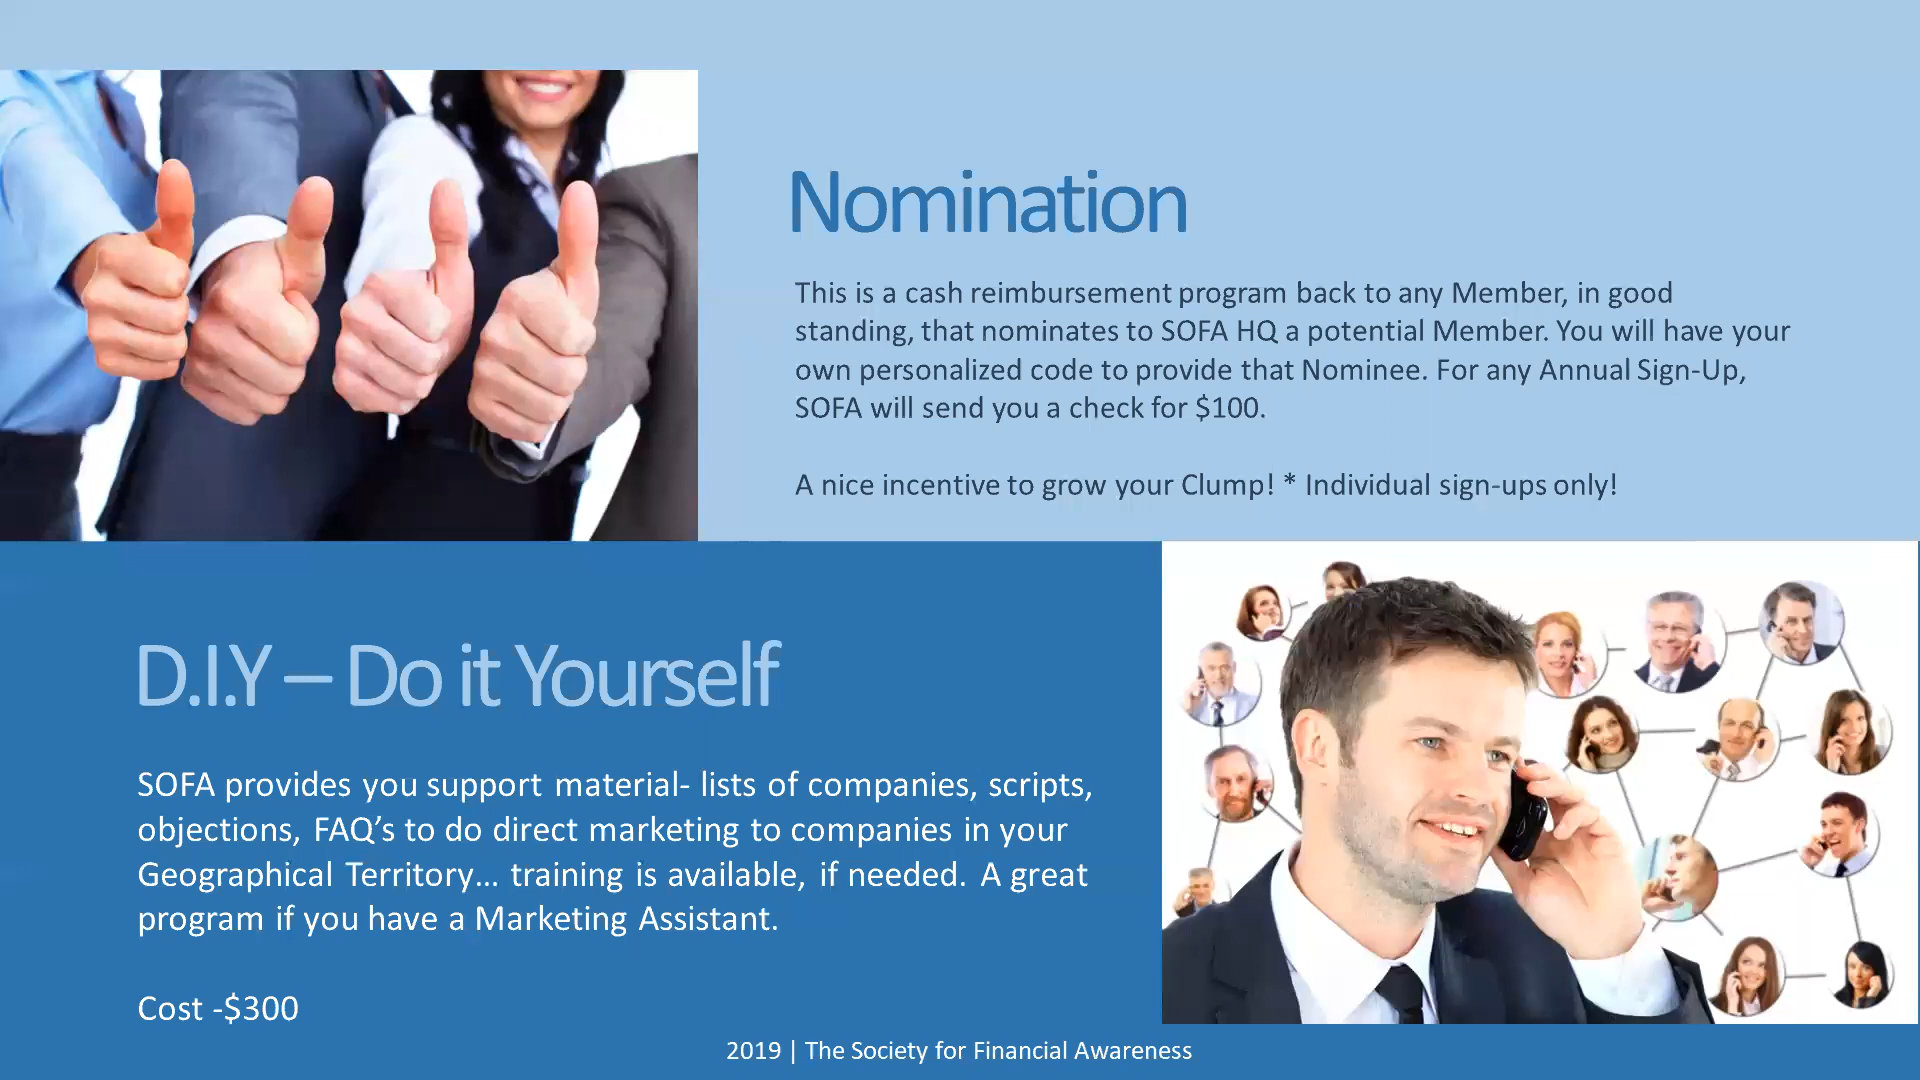 Nomination
This is a cash reimbursement program back to any Member, in good
standing, that nominates to SOFA HQ a potential Member. You will have your
own personalized code to provide that Nominee. For any Annual Sign-Up,
SOFA will send you a check for $100.
A nice incentive to grow your Clump! * Individual sign-ups only!
D.I.Y – Do it Yourself
SOFA provides you support material- lists of companies, scripts,
objections, FAQ’s to do direct marketing to companies in your
Geographical Territory… training is available, if needed. A great
program if you have a Marketing Assistant.
Cost -$300
2019 | The Society for Financial Awareness